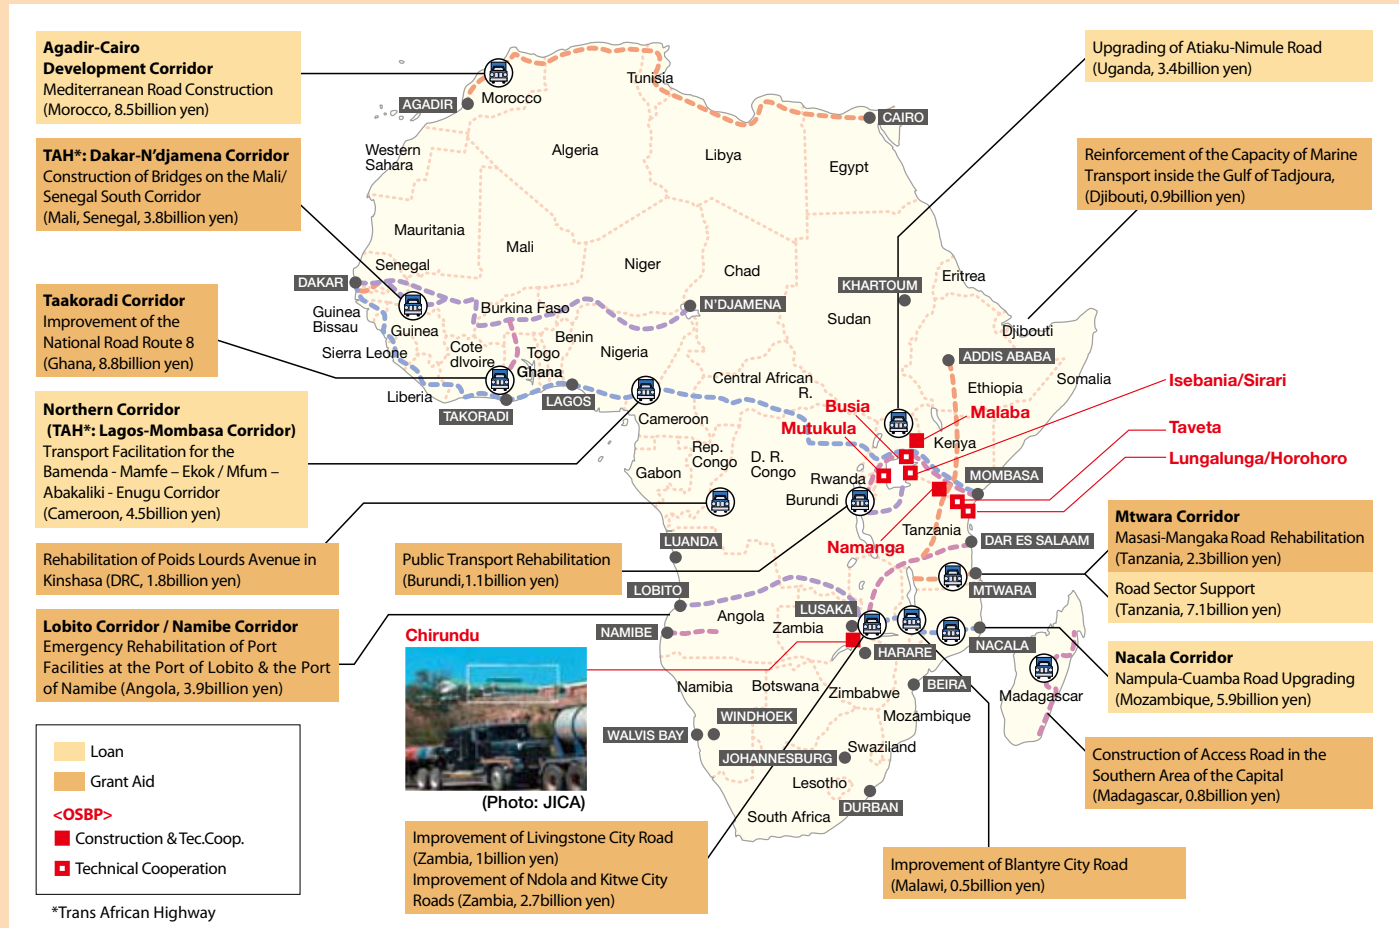 Agadir-Cairo
Development Corridor
Mediterranean Road Construction
(Morocco, 8.5billion yen)
TAH*: Dakar-N'djamena Corridor
Construction of Bridges on the Mali/
Senegal South Corridor
(Mali, Senegal, 3.8billion yen)
Taakoradi Corridor
Improvement of the
National Road Route 8
(Ghana, 8.8billion yen)
Northern Corridor
(TAH*: Lagos-Mombasa Corridor)
Transport Facilitation for the
Bamenda - Mamfe – Ekok / Mfum –
Abakaliki - Enugu Corridor
(Cameroon, 4.5billion yen)
Rehabilitation of Poids Lourds Avenue in
Kinshasa (DRC, 1.8billion yen)
Lobito Corridor / Namibe Corridor
Emergency Rehabilitation of Port
Facilities at the Port of Lobito & the Port
of Namibe (Angola, 3.9billion yen)
Loan
Grant Aid
<OSBP>
Construction & Tec.Coop.
Technical Cooperation
*Trans African Highway
Public Transport Rehabilitation
(Burundi,1.1billion yen)
Chirundu
(Photo: JICA)
Improvement of Livingstone City Road
(Zambia, 1billion yen)
Improvement of Ndola and Kitwe City
Roads (Zambia, 2.7billion yen)
Improvement of Blantyre City Road
(Malawi, 0.5billion yen)
Upgrading of Atiaku-Nimule Road
(Uganda, 3.4billion yen)
Reinforcement of the Capacity of Marine
Transport inside the Gulf of Tadjoura,
(Djibouti, 0.9billion yen)
Isebania/Sirari
Malaba
Taveta
Lungalunga/Horohoro
Busia
Mutukula
Namanga
Mtwara Corridor
Masasi-Mangaka Road Rehabilitation
(Tanzania, 2.3billion yen)
Road Sector Support
(Tanzania, 7.1billion yen)
Nacala Corridor
Nampula-Cuamba Road Upgrading
(Mozambique, 5.9billion yen)
Construction of Access Road in the
Southern Area of the Capital
(Madagascar, 0.8billion yen)
Tunisia
Morocco
AGADIR
CAIRO
Western
Sahara
Algeria
Libya
Egypt
Mauritania
Mali
Niger
Chad
Senegal
DAKAR
Eritrea
KHARTOUM
Sudan
N'DJAMENA
Burkina Faso
Guinea
Bissau
Guinea
Djibouti
Benin
Sierra Leone
Cote
dIvoire
Togo
Nigeria
Ghana
ADDIS ABABA
Ethiopia
Somalia
Central African
R.
Liberia
TAKORADI
LAGOS
Cameroon
Kenya
Rep.
Congo
D. R.
Congo
Gabon
Rwanda
Burundi
MOMBASA
Tanzania
DAR ES SALAAM
LUANDA
MTWARA
LOBITO
Angola
LUSAKA
Zambia
NAMIBE
HARARE
NACALA
Namibia
Botswana
Zimbabwe
BEIRA
Madagascar
Mozambique
WINDHOEK
WALVIS BAY
Swaziland
JOHANNESBURG
Lesotho
DURBAN
South Africa